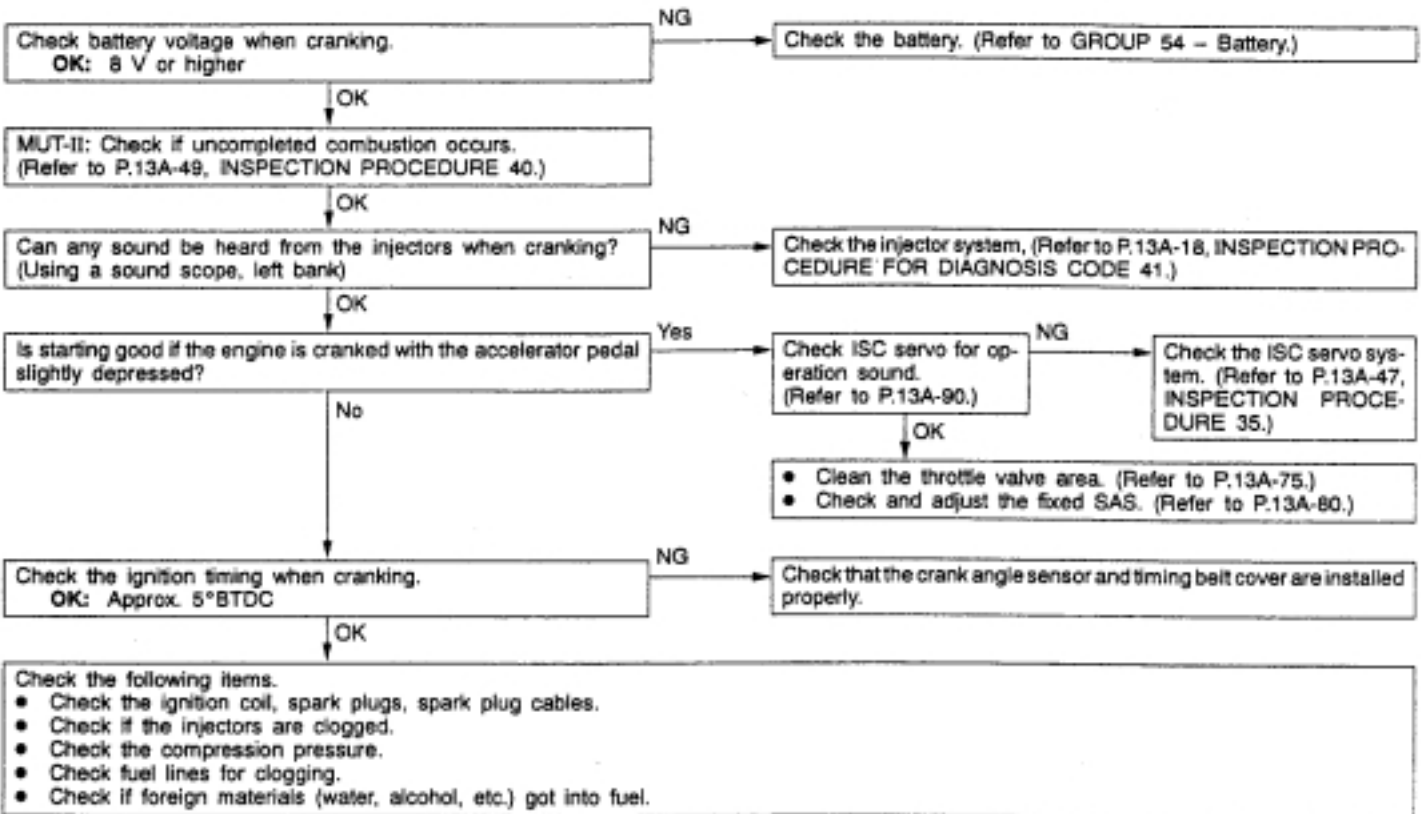 NG
Check battery voltage when cranking.
OK: 8 V or higher
Check the battery. (Refer to GROUP 54 – Battery.)
OK
MUT-II: Check if uncompleted combustion occurs.
(Refer to P.13A-49, INSPECTION PROCEDURE 40.)
OK
NG
Can any sound be heard from the injectors when cranking?
(Using a sound scope, left bank)
Check the injector system, (Refer to P.13A-18, INSPECTION PRO-
CEDURE FOR DIAGNOSIS CODE 41.)
OK
Yes
Is starting good if the engine is cranked with the accelerator pedal
slightly depressed?
Check ISC servo for op-
eration sound.
(Refer to P.13A-90.)
NG
Check the ISC servo sys-
tem. (Refer to P.13A-47,
INSPECTION PROCE-
DURE 35.)
No
OK
● Clean the throttle valve area. (Refer to P.13A-75.)
● Check and adjust the fixed SAS. (Refer to P.13A-80.)
NG
Check the ignition timing when cranking.
OK: Approx. 5°BTDC
Check that the crank angle sensor and timing belt cover are installed
properly.
OK
Check the following items.
● Check the ignition coil, spark plugs, spark plug cables.
● Check if the injectors are clogged.
● Check the compression pressure.
● Check fuel lines for clogging.
● Check if foreign materials (water, alcohol, etc.) got into fuel.